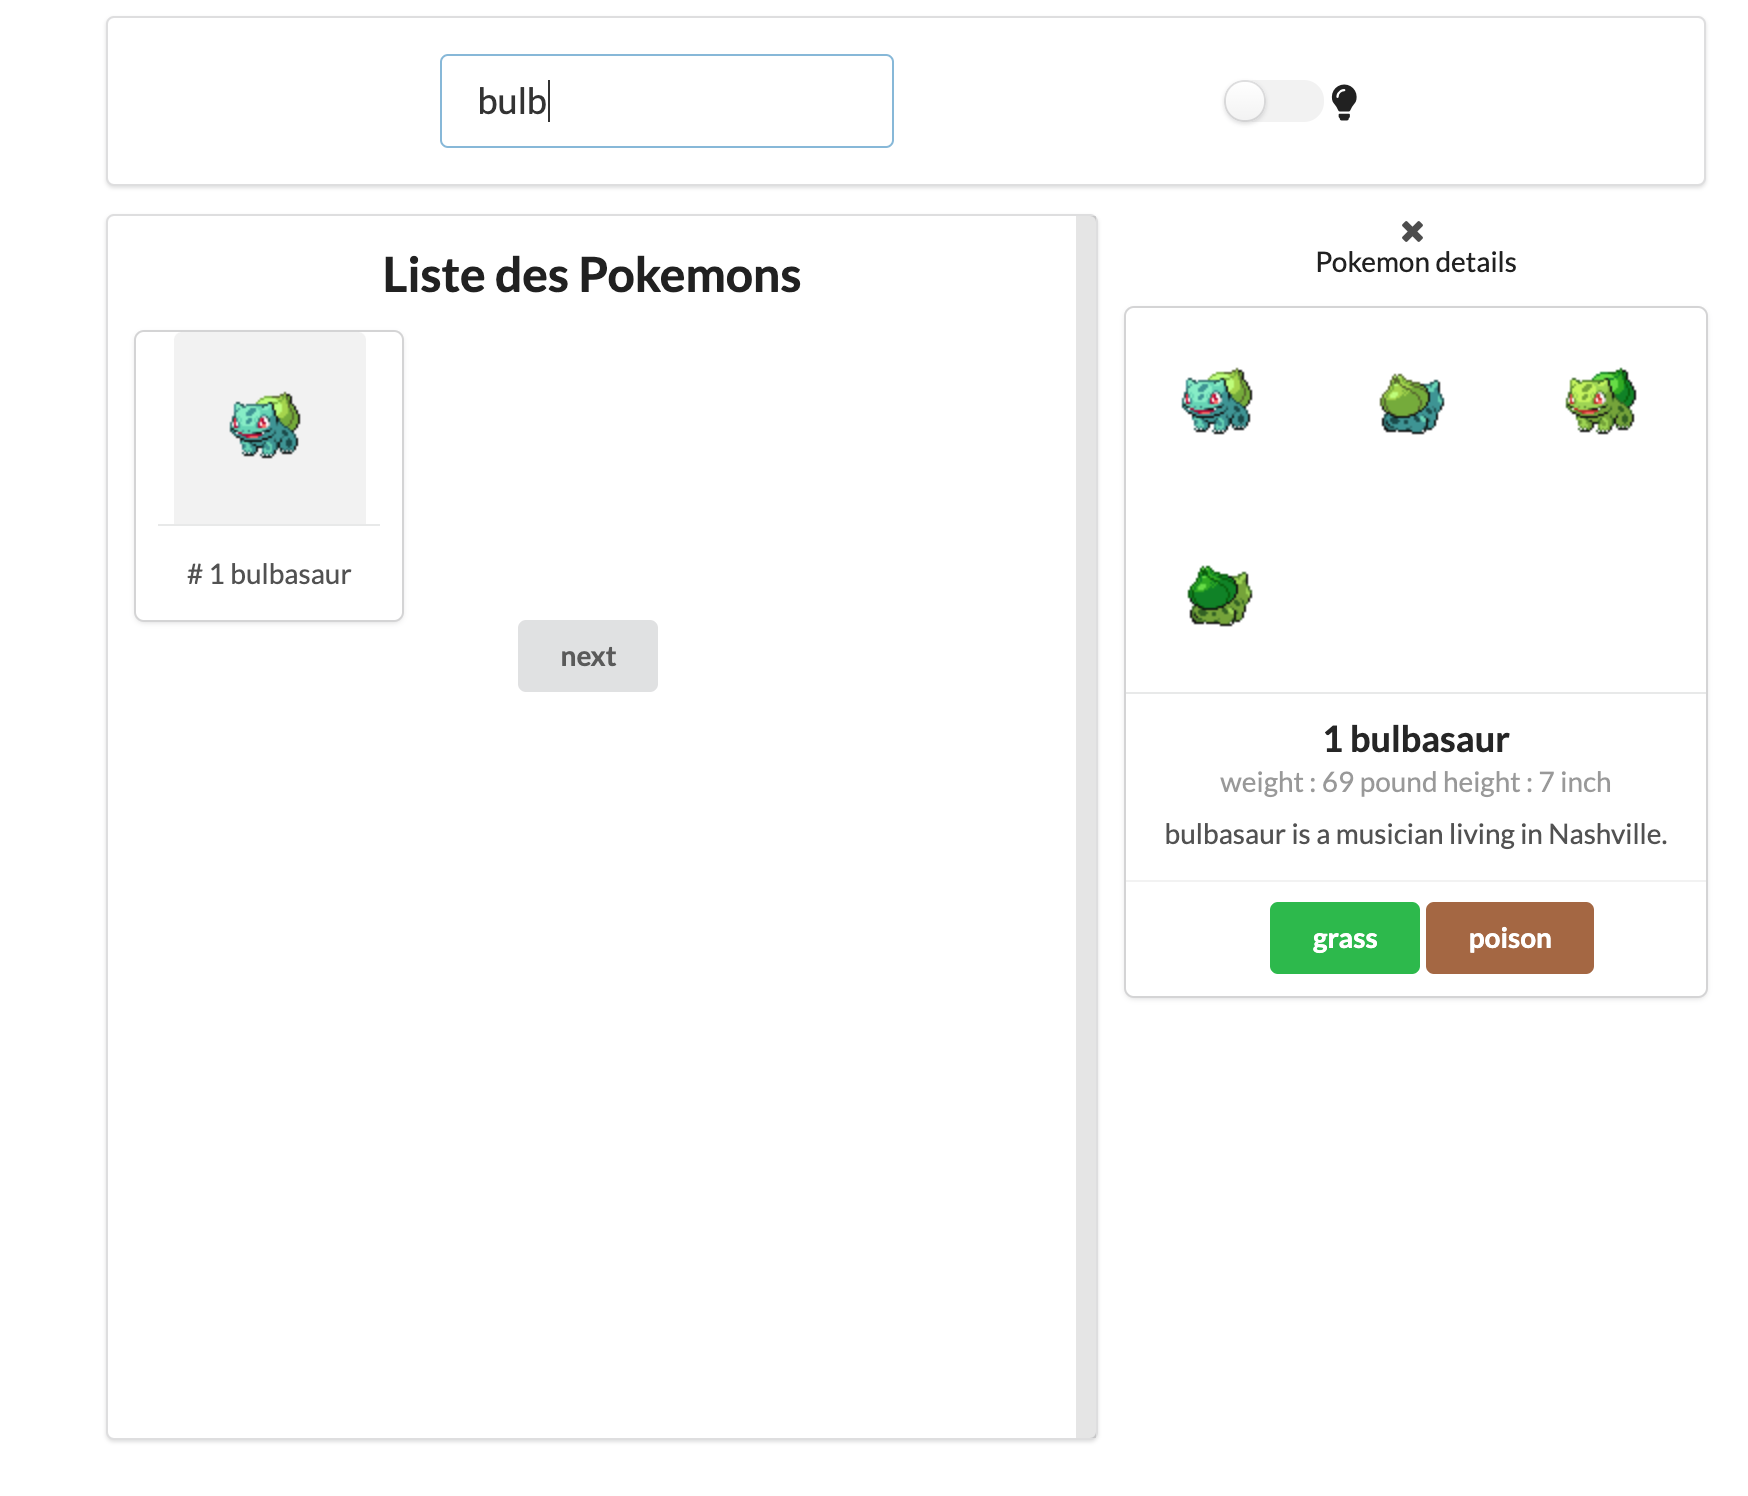 bulb
Liste des Pokemons
# 1 bulbasaur
next
Pokemon details
1 bulbasaur
weight : 69 pound height : 7 inch
bulbasaur is a musician living in Nashville.
grass
poison